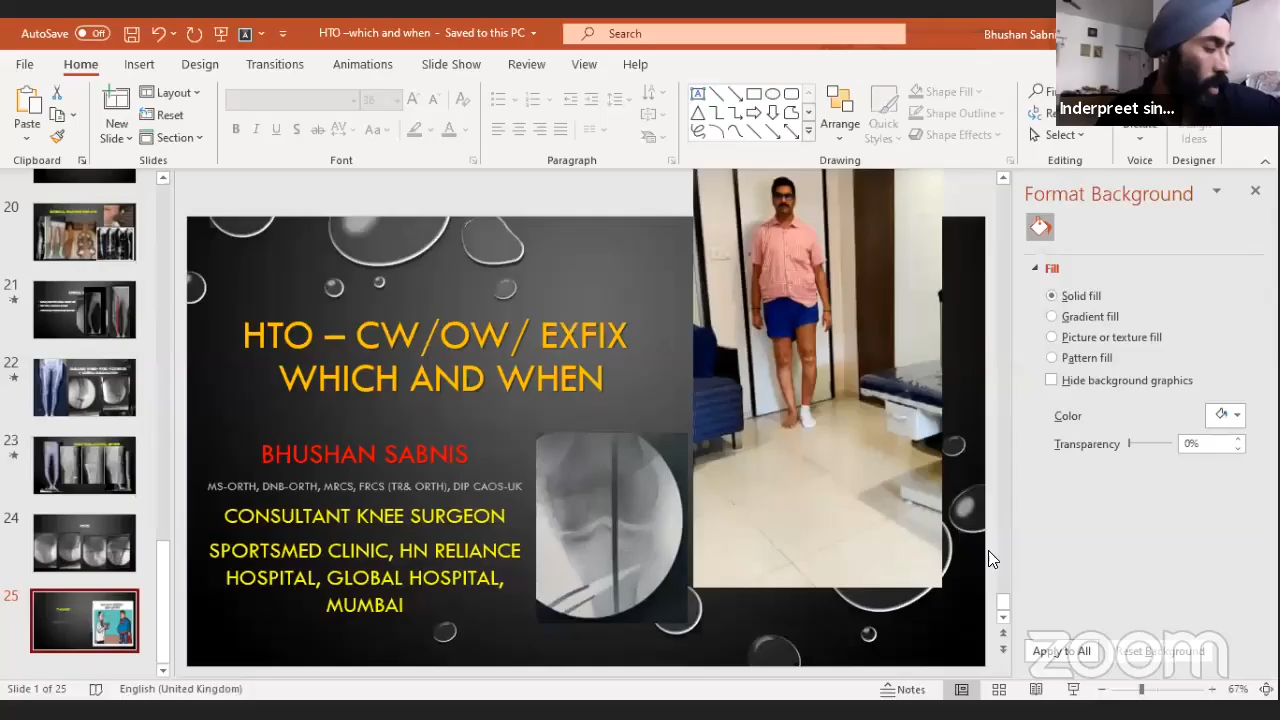 AutoSave Off
HTO –which and when - Saved to this PC
Search
Bhushan Sabni
File Home Insert Design Transitions Animations Slide Show Review View Help
Inderpreet sin...
Paste
Clipboard
New
Slide
Layout
Reset
Section
Slides
36
Font
Paragraph
Arrange
Quick
Styles
Shape Fill
Shape Outline
Shape Effects
Drawing
Select
Editing
Voice
Designer
Ideas
20
21
22
23
24
25
HTO – CW/OW/ EXFIX
WHICH AND WHEN
BHUSHAN SABNIS
MS-ORTH, DNB-ORTH, MRCS, FRCS (TR& ORTH), DIP CAOS-UK
CONSULTANT KNEE SURGEON
SPORTSMED CLINIC, HN RELIANCE
HOSPITAL, GLOBAL HOSPITAL,
MUMBAI
Format Background
Fill
Solid fill
Gradient fill
Picture or texture fill
Pattern fill
Hide background graphics
Color
Transparency 0%
Apply to All
Reset Background
zoom
Slide 1 of 25
English (United Kingdom)
Notes
67%